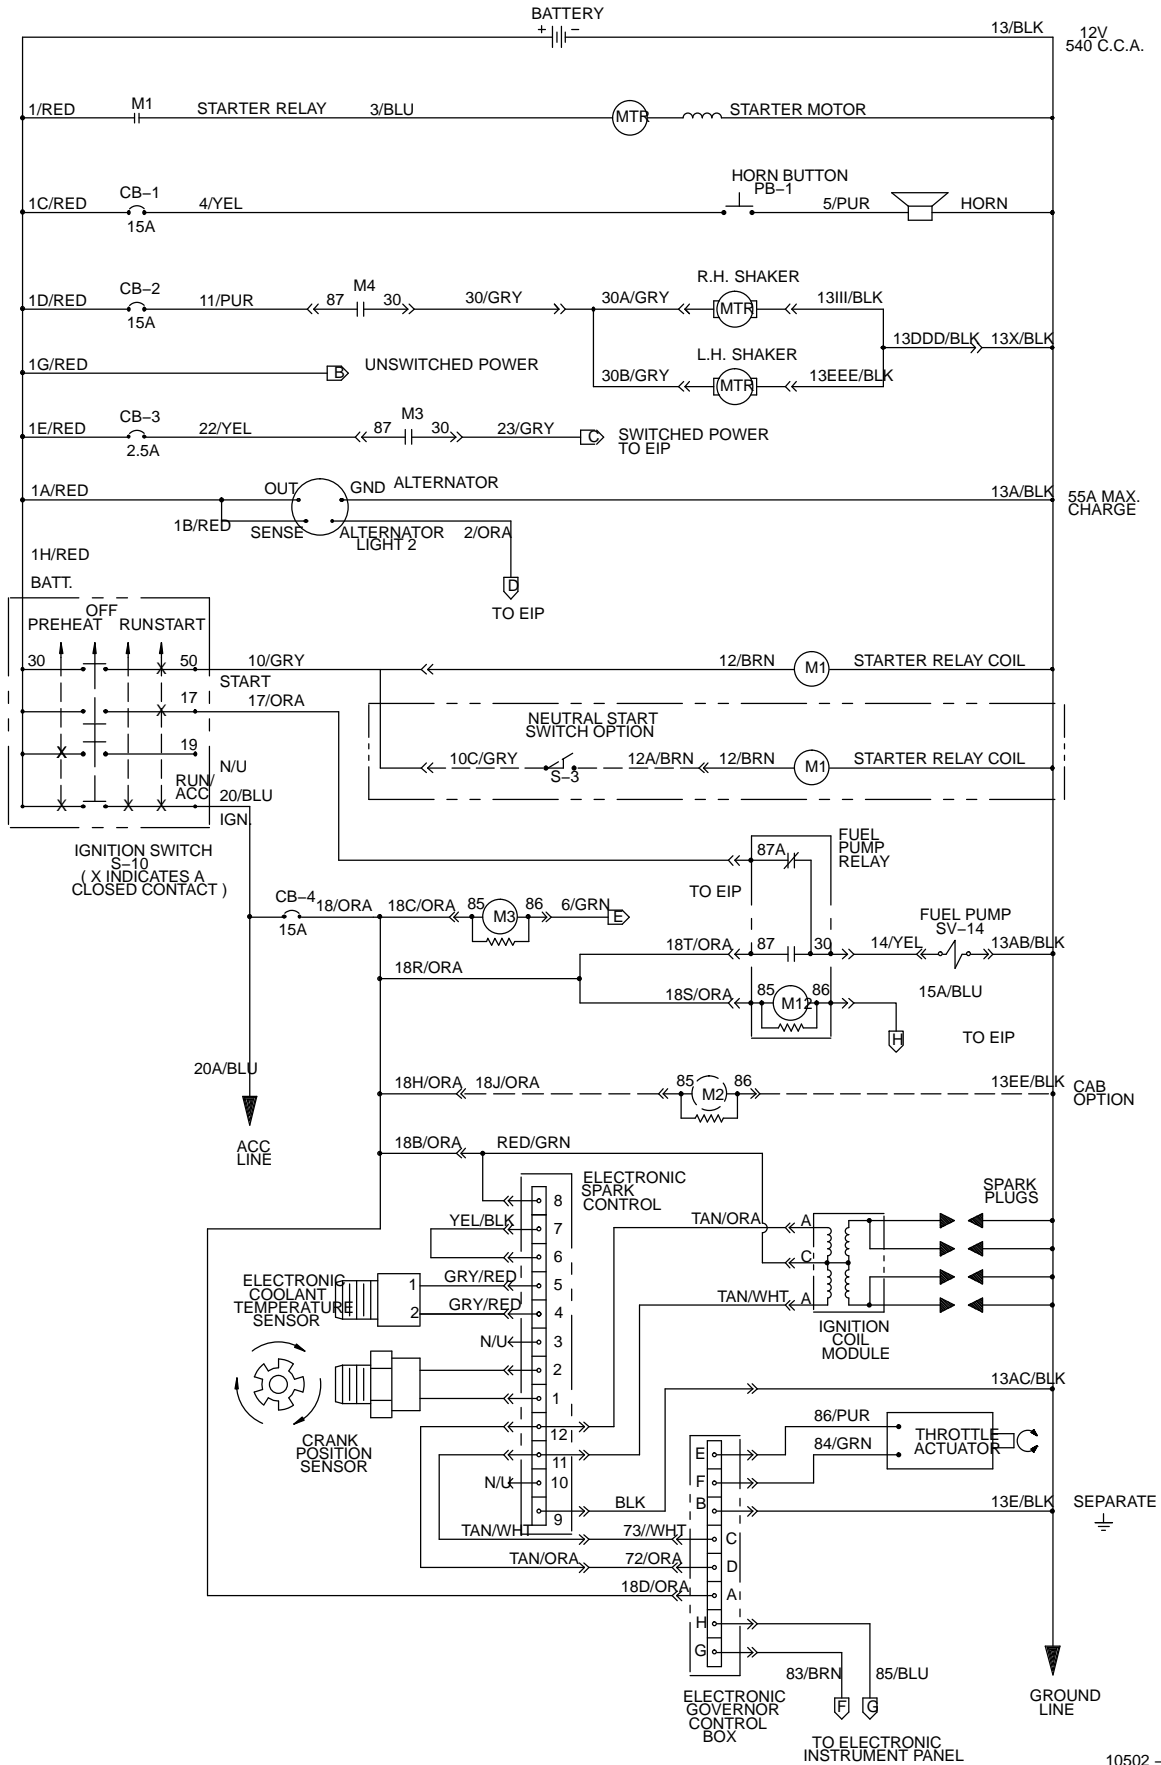 BATTERY
+ −
13/BLK
12V
540 C.C.A.
1/RED
M1
STARTER RELAY
3/BLU
MTR
STARTER MOTOR
1C/RED
CB−1
15A
4/YEL
HORN BUTTON
PB−1
5/PUR
HORN
1D/RED
CB−2
15A
11/PUR
87
M4
30
30/GRY
30A/GRY
R.H. SHAKER
MTR
13III/BLK
13DDD/BLK
13X/BLK
1G/RED
B
UNSWITCHED POWER
L.H. SHAKER
30B/GRY
MTR
13EEE/BLK
1E/RED
CB−3
2.5A
22/YEL
87
M3
30
23/GRY
C
SWITCHED POWER
TO EIP
1A/RED
OUT
GND
ALTERNATOR
13A/BLK
55A MAX.
CHARGE
1B/RED
SENSE
ALTERNATOR
LIGHT 2
2/ORA
D
TO EIP
1H/RED
BATT.
OFF
PREHEAT
RUN
START
30
X
50
10/GRY
START
12/BRN
M1
STARTER RELAY COIL
X
17
17/ORA
NEUTRAL START
SWITCH OPTION
X
19
N/U
10C/GRY
S−3
12A/BRN
12/BRN
M1
STARTER RELAY COIL
RUN/
ACC
X
X
X
20/BLU
IGN.
IGNITION SWITCH
S−10
( X INDICATES A
CLOSED CONTACT )
87A
FUEL
PUMP
RELAY
TO EIP
CB−4
15A
18/ORA
18C/ORA
85
M3
86
6/GRN
E
FUEL PUMP
SV−14
18T/ORA
87
30
14/YEL
13AB/BLK
18R/ORA
15A/BLU
18S/ORA
85
M12
86
H
TO EIP
20A/BLU
ACC
LINE
18H/ORA
18J/ORA
85
M2
86
13EE/BLK
CAB
OPTION
18B/ORA
RED/GRN
ELECTRONIC
SPARK
CONTROL
8
YEL/BLK
7
6
GRY/RED
5
GRY/RED
4
N/U
3
2
1
12
11
N/U
10
9
ELECTRONIC
COOLANT
TEMPERATURE
SENSOR
1
2
CRANK
POSITION
SENSOR
TAN/ORA
A
C
TAN/WHT
A
IGNITION
COIL
MODULE
SPARK
PLUGS
13AC/BLK
86/PUR
84/GRN
THROTTLE
ACTUATOR
E
F
B
13E/BLK
SEPARATE
BLK
TAN/WHT
73//WHT
C
TAN/ORA
72/ORA
D
18D/ORA
A
H
G
83/BRN
85/BLU
F
G
ELECTRONIC
GOVERNOR
CONTROL
BOX
TO ELECTRONIC
INSTRUMENT PANEL
GROUND
LINE
10502 −